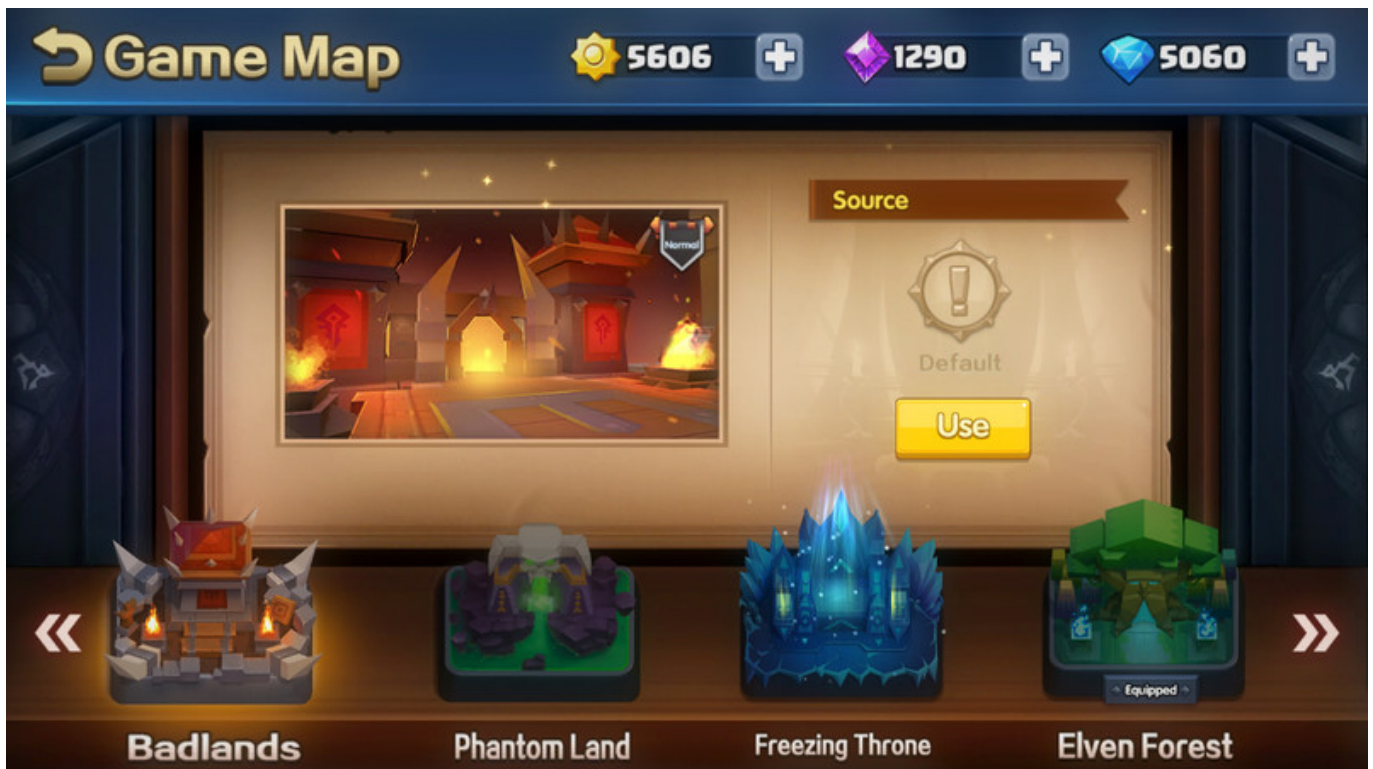 Game Map
5606
1290
5060
Source
Normal
Default
Use
Equipped
Badlands
Phantom Land
Freezing Throne
Elven Forest